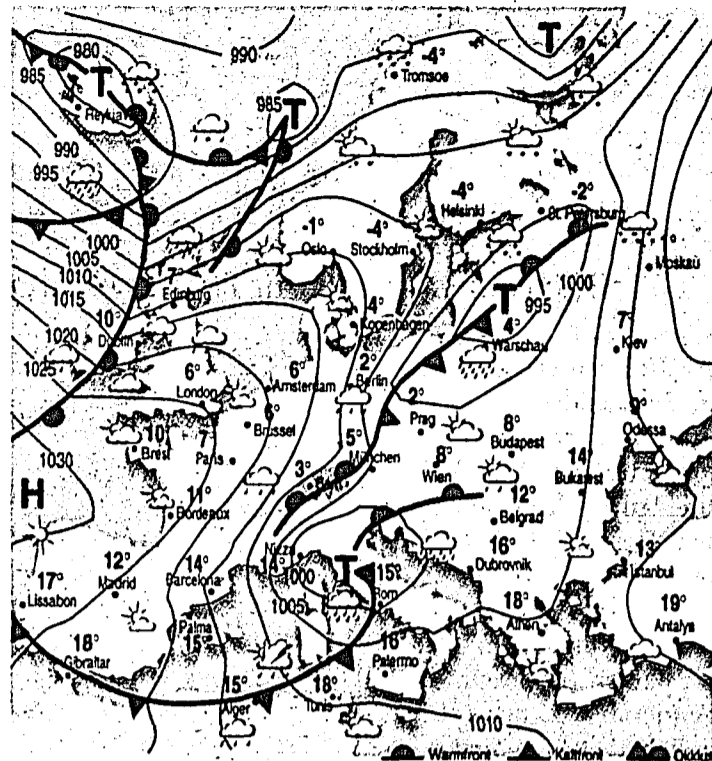 990
980
985
T
T
-4°
Tromsoe
Reykjavik
985
T
990
995
-4°
Helsinki
-2°
St. Petersburg
-1°
Oslo
-4°
Stockholm
1000
1005
1010
1015
7°
Edinburg
1000
995
T
Moskau
10°
Dublin
4°
Kopenhagen
4°
Warschau
7°
Kiev
1020
1025
6°
London
6°
Amsterdam
2°
Berlin
6°
Brüssel
2°
Prag
8°
Budapest
9°
Odessa
10°
Brest
7°
Paris
5°
München
8°
Wien
14°
Bukarest
1030
H
3°
11°
Bordeaux
12°
Belgrad
Nizza
14°
1000
T
16°
Dubrovnik
13°
Istanbul
12°
Madrid
14°
Barcelona
1005
15°
Rom
17°
Lissabon
18°
Athen
19°
Antalya
Palma
15°
18°
Gibraltar
16°
Palermo
15°
Algier
18°
Tunis
1010
Warmfront
Kaltfront